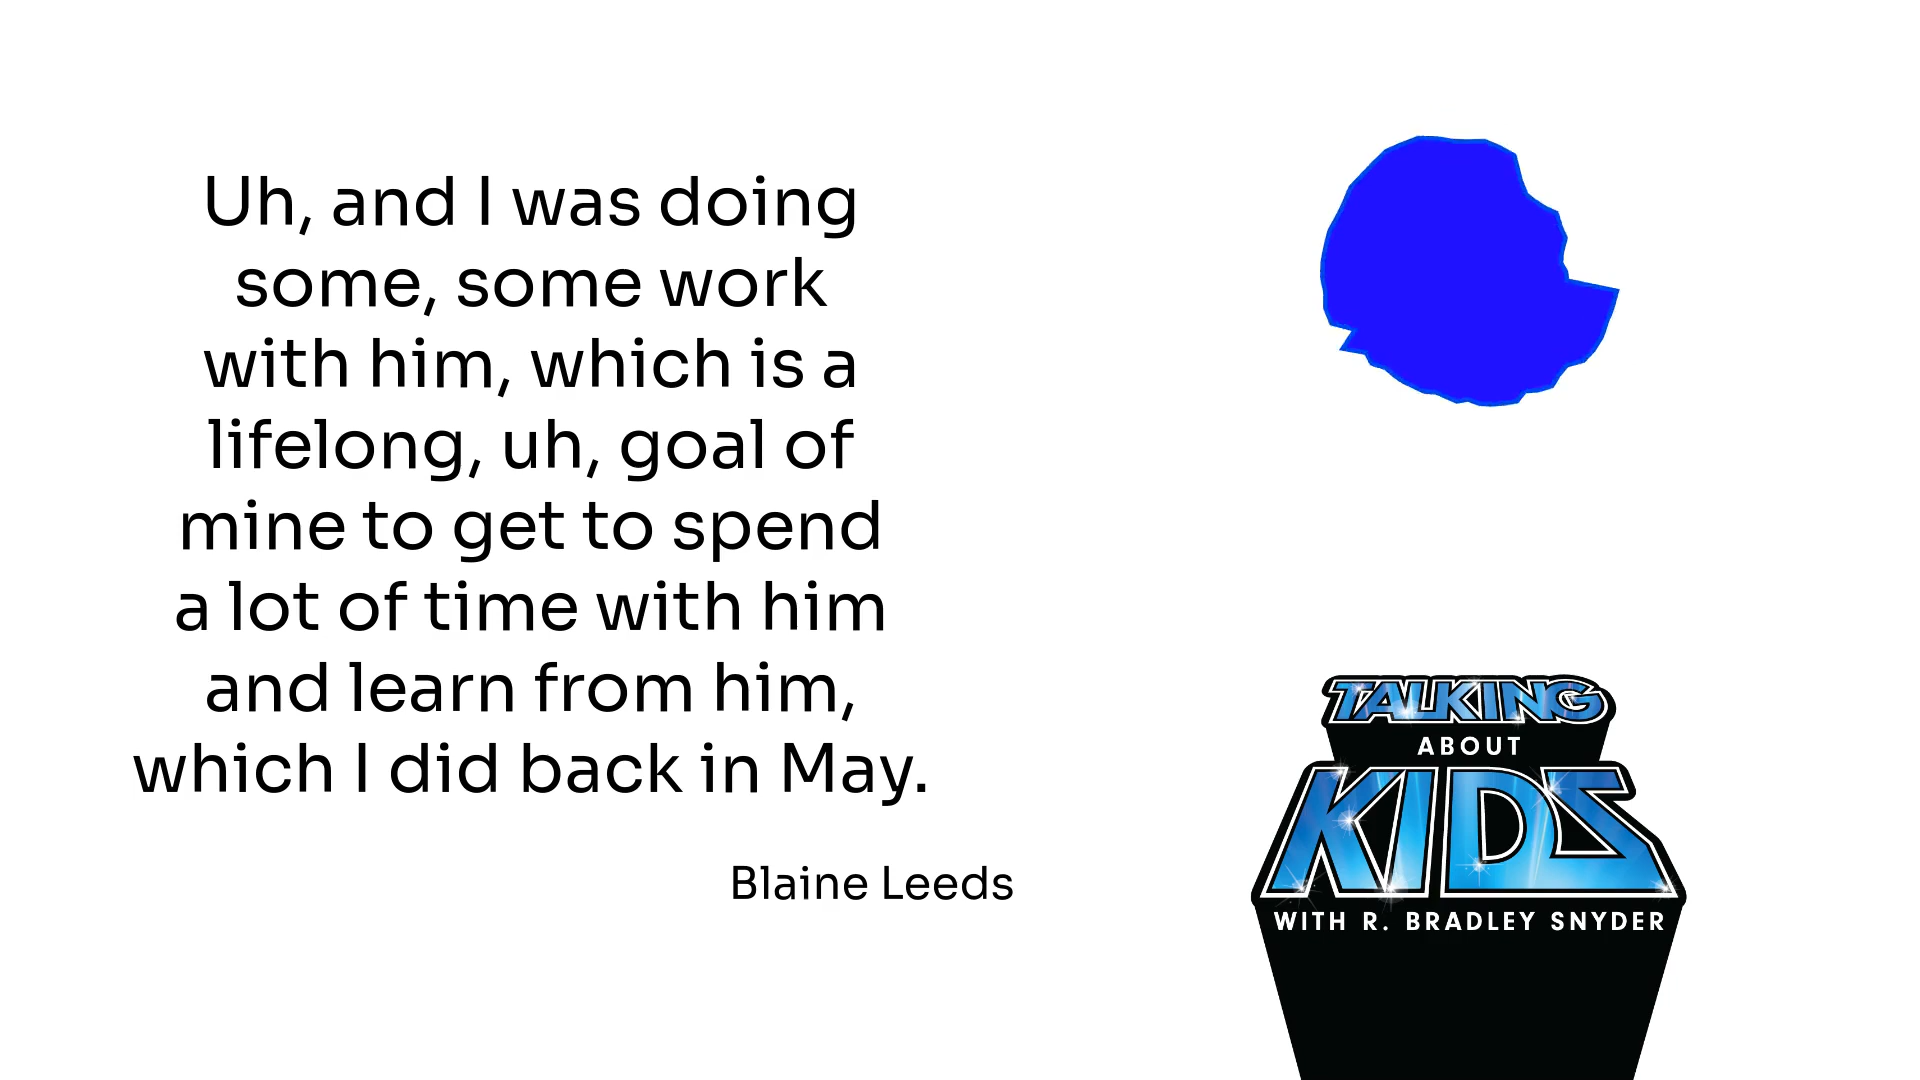 Uh, and I was doing
some, some work
with him, which is a
lifelong, uh, goal of
mine to get to spend
a lot of time with him
and learn from him,
which I did back in May.
Blaine Leeds
TALKING
ABOUT
KIDS
WITH R. BRADLEY SNYDER